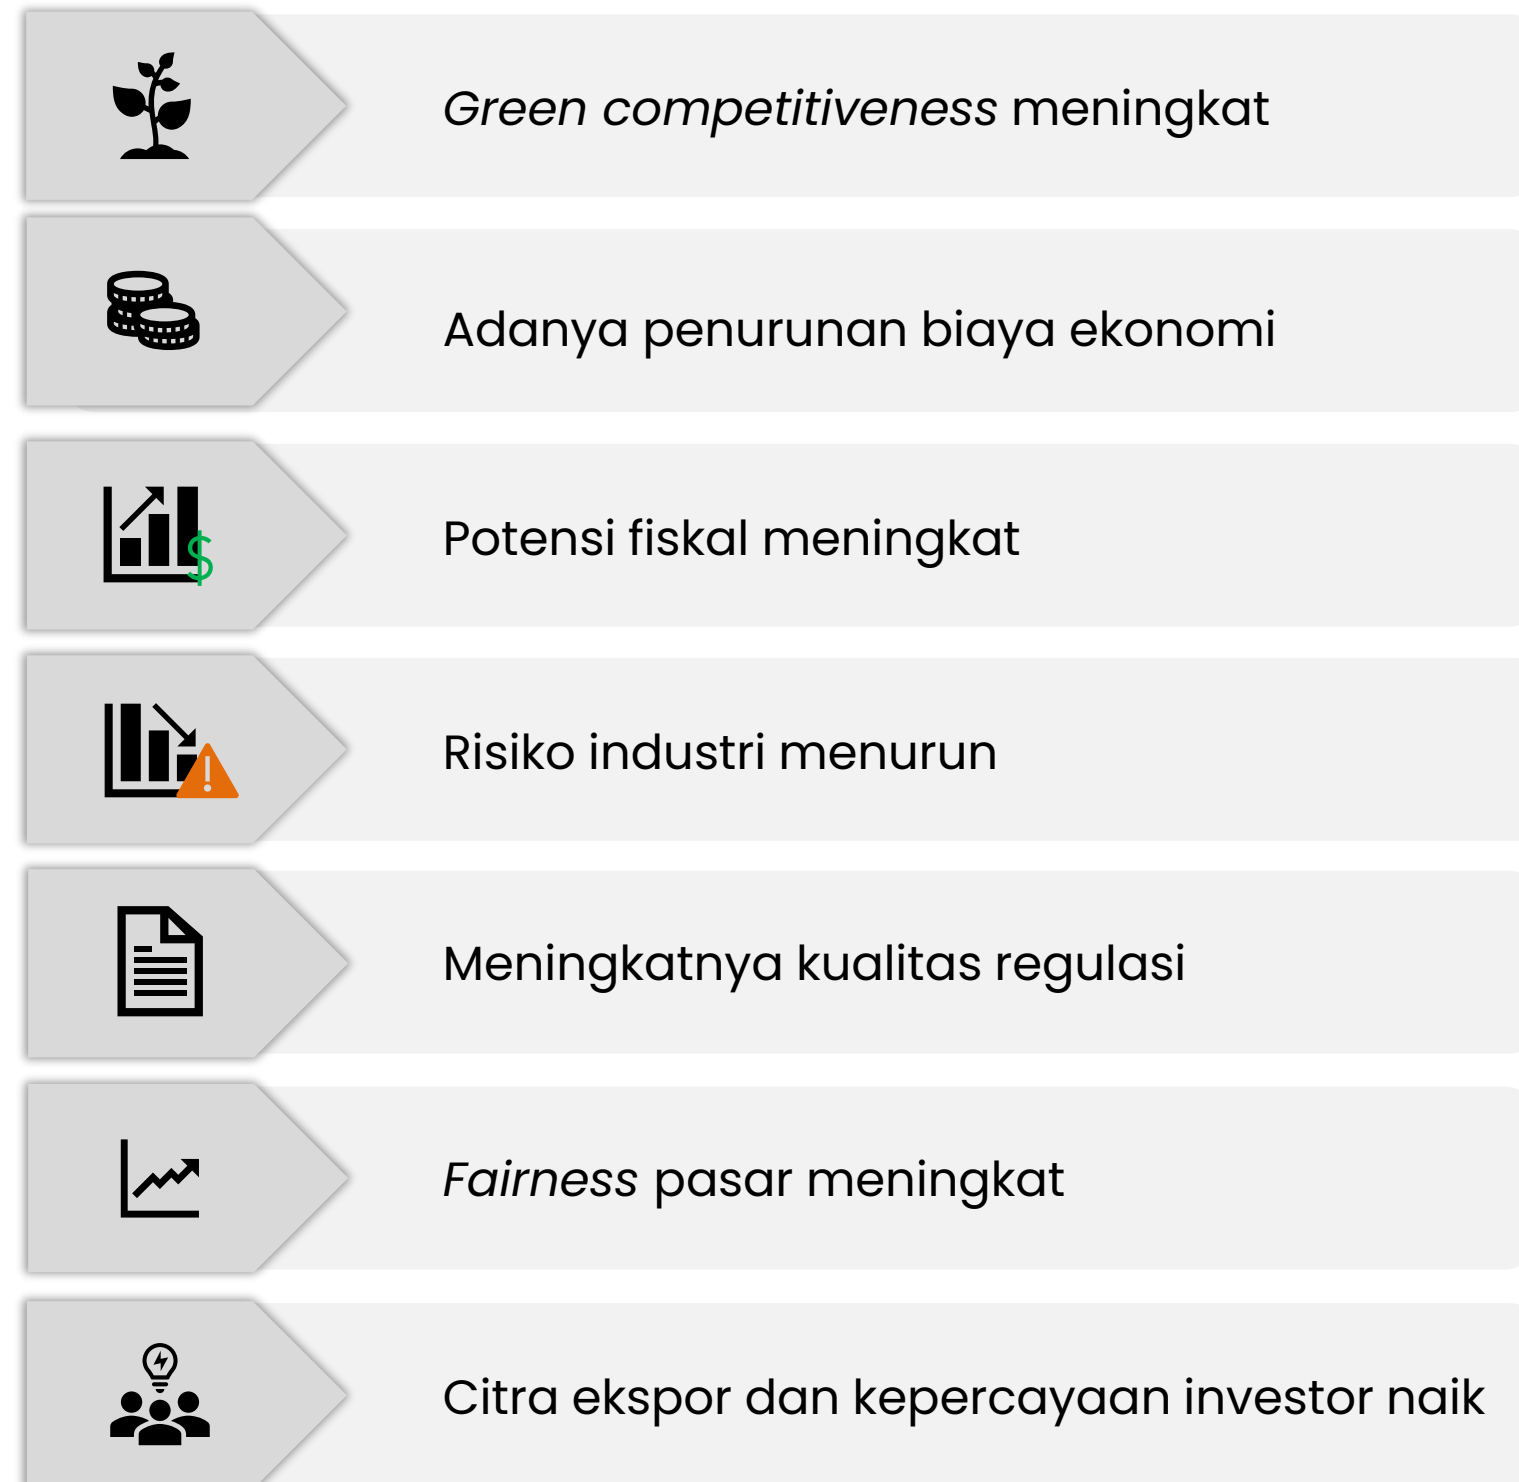 Green competitiveness meningkat
Adanya penurunan biaya ekonomi
Potensi fiskal meningkat
Risiko industri menurun
Meningkatnya kualitas regulasi
Fairness pasar meningkat
Citra ekspor dan kepercayaan investor naik